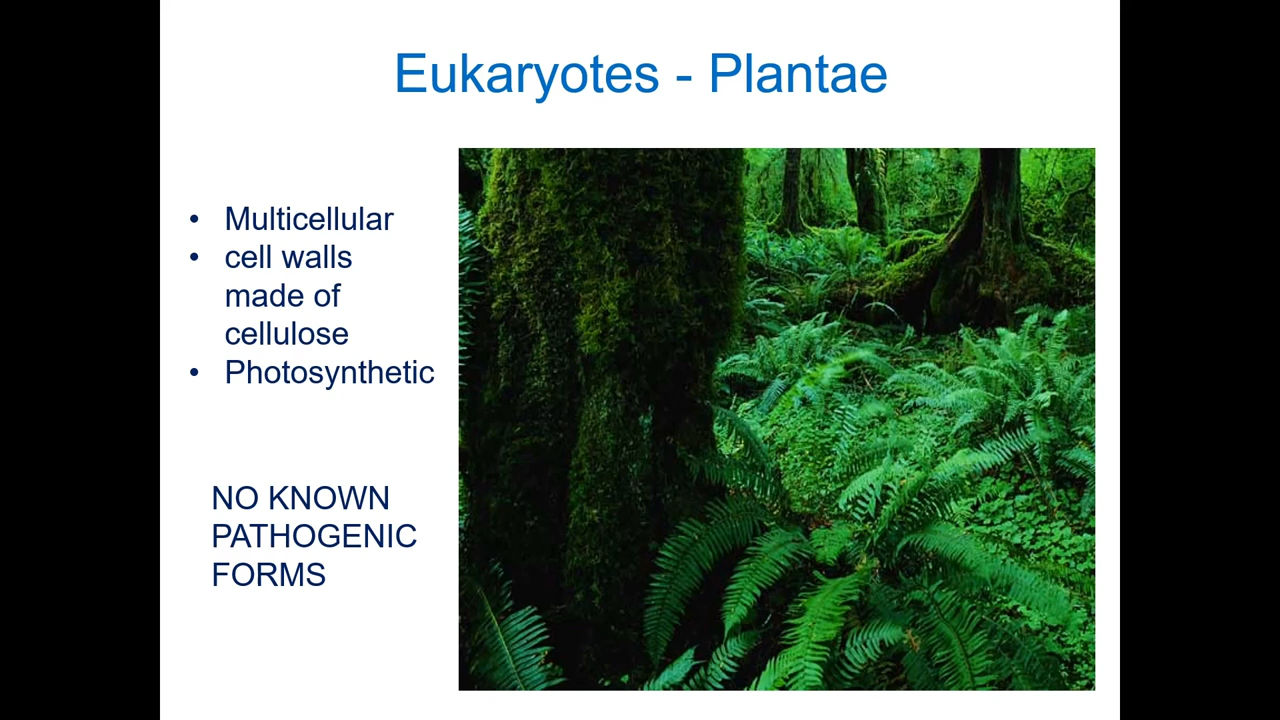 Eukaryotes - Plantae
• Multicellular
• cell walls
made of
cellulose
• Photosynthetic
NO KNOWN
PATHOGENIC
FORMS